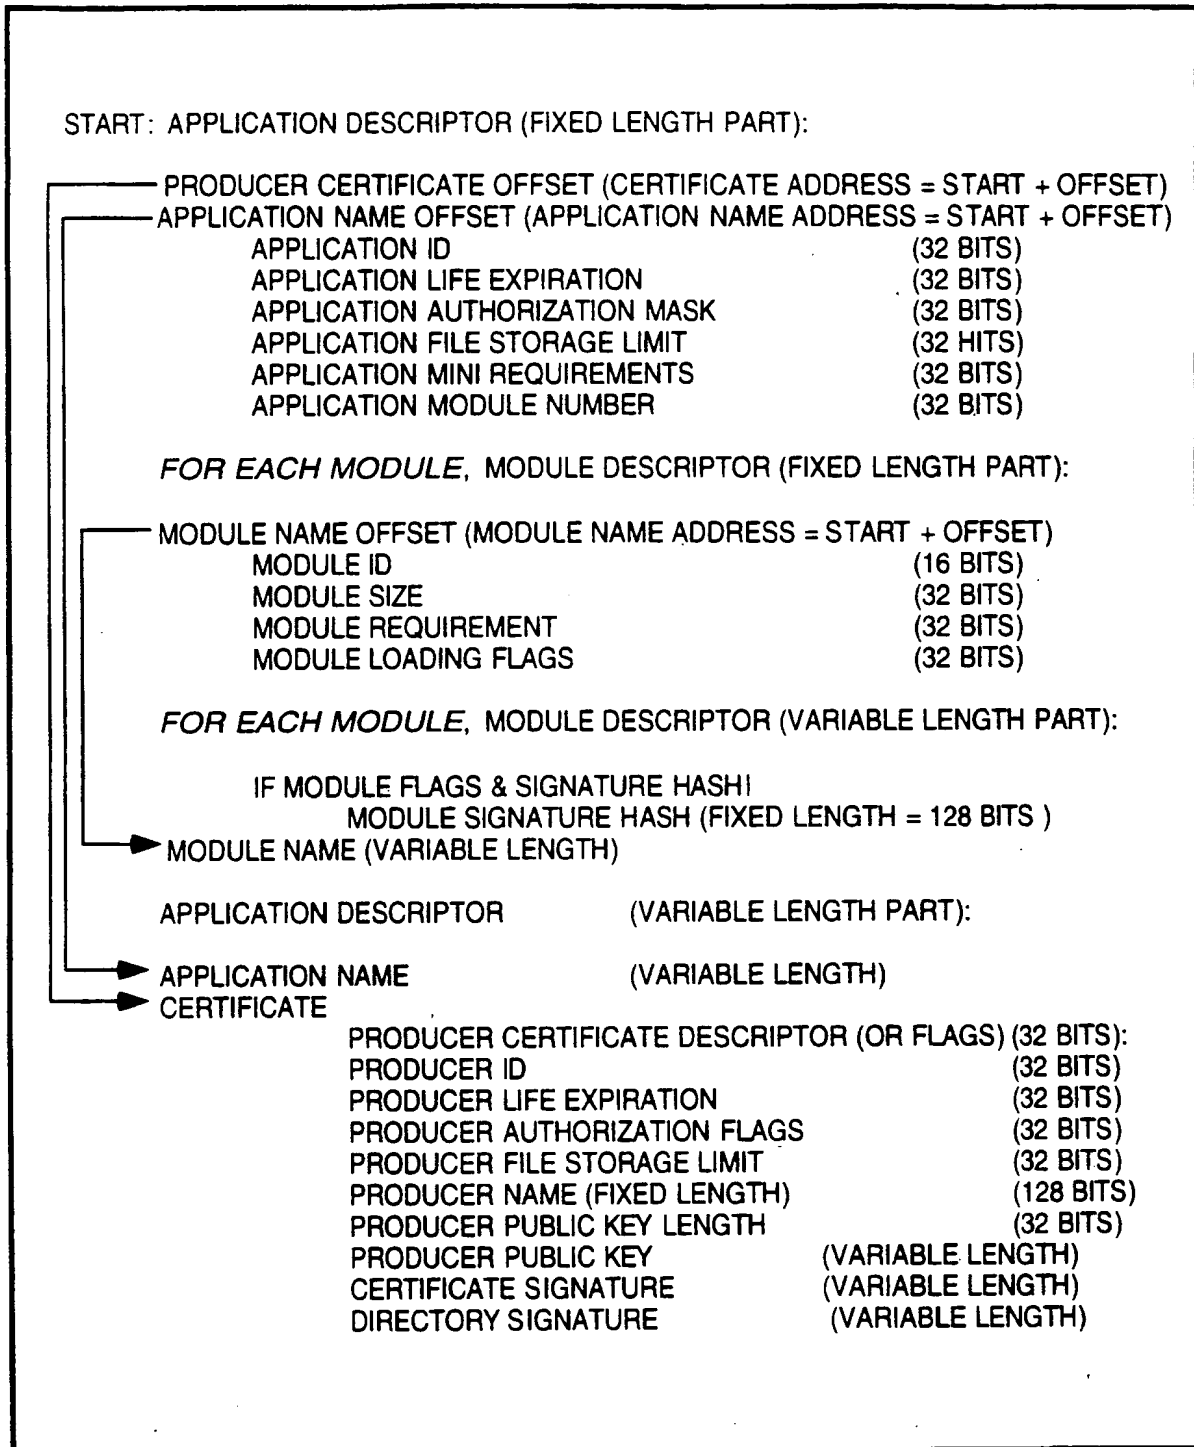 START: APPLICATION DESCRIPTOR (FIXED LENGTH PART):
PRODUCER CERTIFICATE OFFSET (CERTIFICATE ADDRESS = START + OFFSET)
APPLICATION NAME OFFSET (APPLICATION NAME ADDRESS = START + OFFSET)
APPLICATION ID (32 BITS)
APPLICATION LIFE EXPIRATION (32 BITS)
APPLICATION AUTHORIZATION MASK (32 BITS)
APPLICATION FILE STORAGE LIMIT (32 HITS)
APPLICATION MINI REQUIREMENTS (32 BITS)
APPLICATION MODULE NUMBER (32 BITS)
FOR EACH MODULE, MODULE DESCRIPTOR (FIXED LENGTH PART):
MODULE NAME OFFSET (MODULE NAME ADDRESS = START + OFFSET)
MODULE ID (16 BITS)
MODULE SIZE (32 BITS)
MODULE REQUIREMENT (32 BITS)
MODULE LOADING FLAGS (32 BITS)
FOR EACH MODULE, MODULE DESCRIPTOR (VARIABLE LENGTH PART):
IF MODULE FLAGS & SIGNATURE HASHI
MODULE SIGNATURE HASH (FIXED LENGTH = 128 BITS )
MODULE NAME (VARIABLE LENGTH)
APPLICATION DESCRIPTOR (VARIABLE LENGTH PART):
APPLICATION NAME (VARIABLE LENGTH)
CERTIFICATE
PRODUCER CERTIFICATE DESCRIPTOR (OR FLAGS) (32 BITS):
PRODUCER ID (32 BITS)
PRODUCER LIFE EXPIRATION (32 BITS)
PRODUCER AUTHORIZATION FLAGS (32 BITS)
PRODUCER FILE STORAGE LIMIT (32 BITS)
PRODUCER NAME (FIXED LENGTH) (128 BITS)
PRODUCER PUBLIC KEY LENGTH (32 BITS)
PRODUCER PUBLIC KEY (VARIABLE LENGTH)
CERTIFICATE SIGNATURE (VARIABLE LENGTH)
DIRECTORY SIGNATURE (VARIABLE LENGTH)